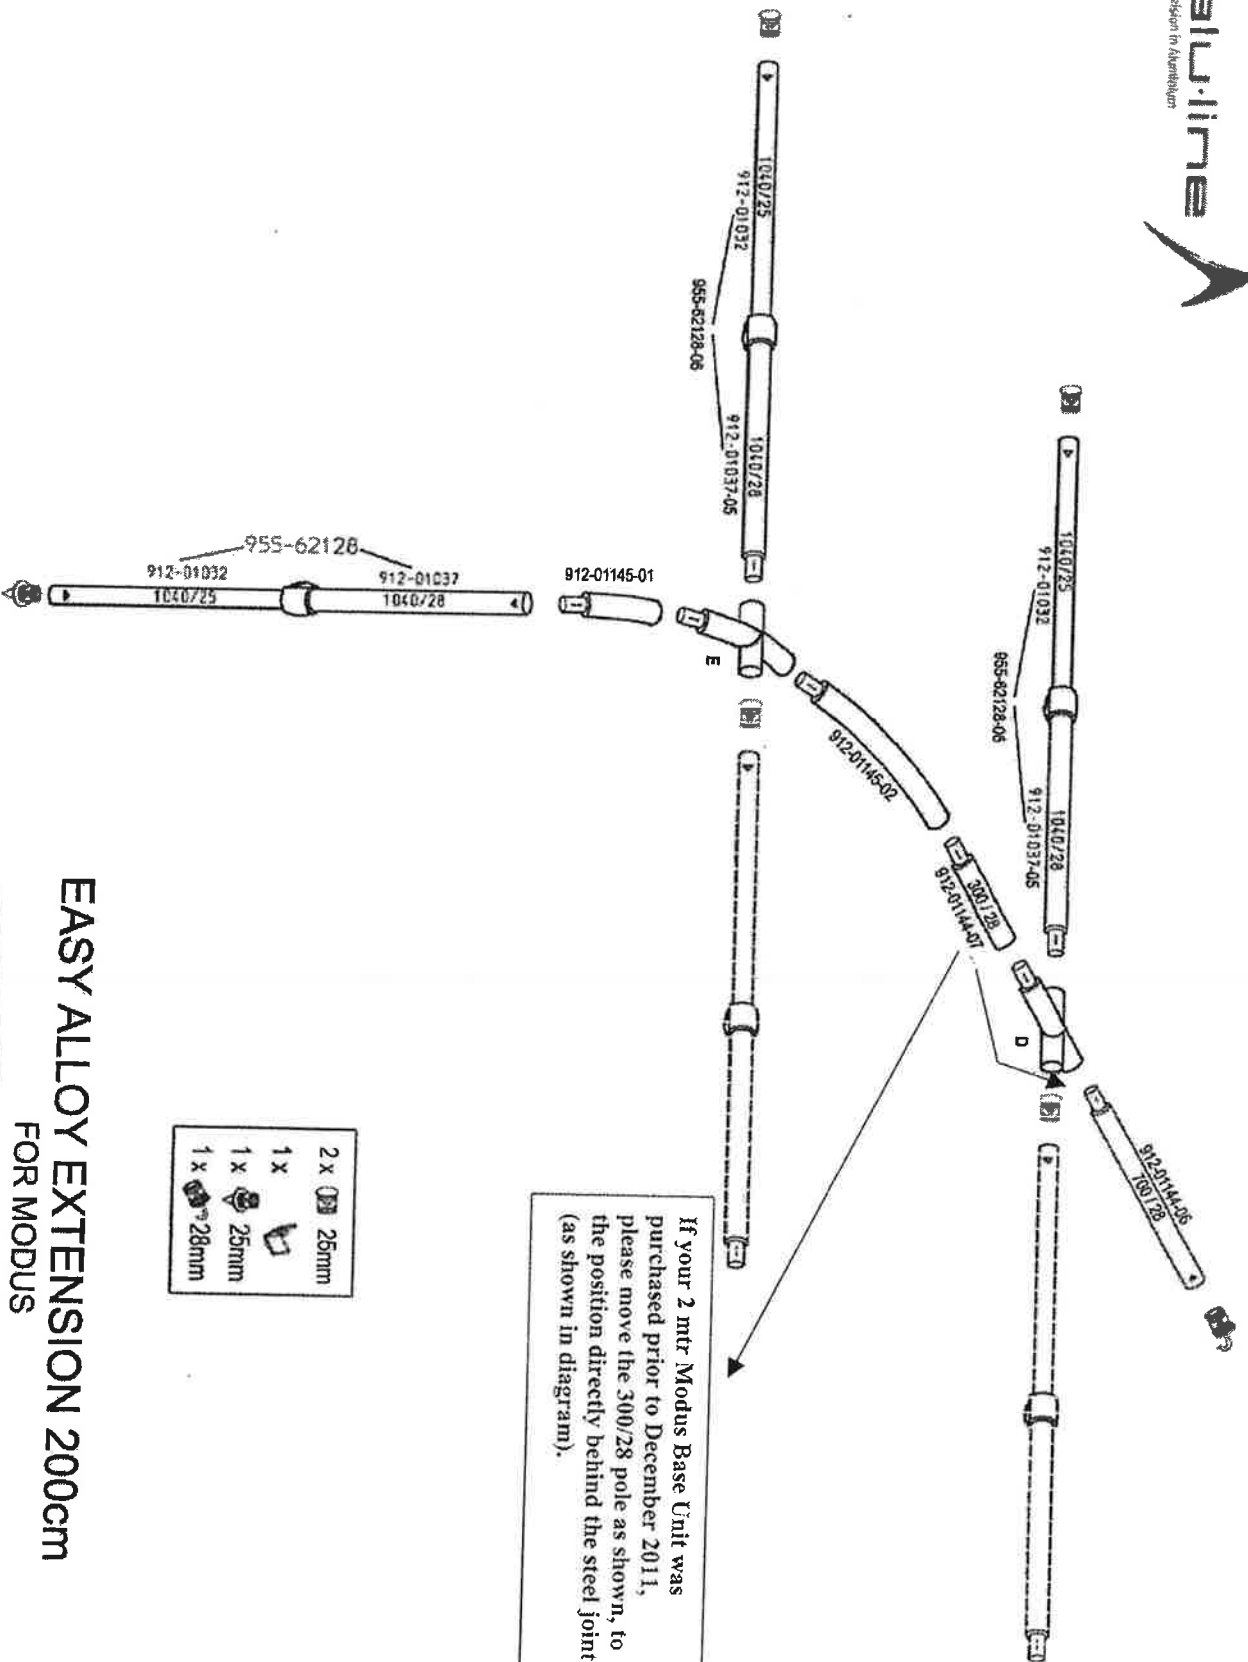 alu·line
1040/25
912-01032
955-62128-06
1040/28
912-01037-05
1040/25
912-01032
955-62128-06
1040/28
912-01037-05
955-62128
912-01032
1040/25
912-01037
1040/28
912-01145-01
E
912-01145-02
300/28
912-01144-07
D
912-01144-06
700/28
If your 2 mtr Modus Base Unit was
purchased prior to December 2011,
please move the 300/28 pole as shown, to
the position directly behind the steel joint
(as shown in diagram).
2 x 25mm
1 x
1 x 25mm
1 x 28mm
EASY ALLOY EXTENSION 200cm
FOR MODUS